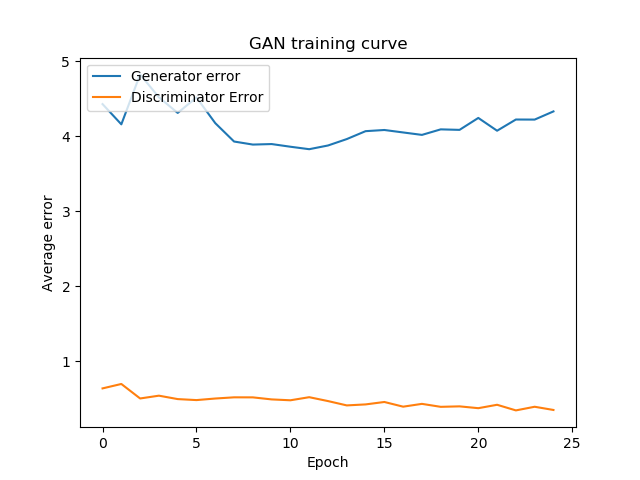 GAN training curve
Generator error
Discriminator Error
5
4
3
2
1
Average error
0 5 10 15 20 25
Epoch